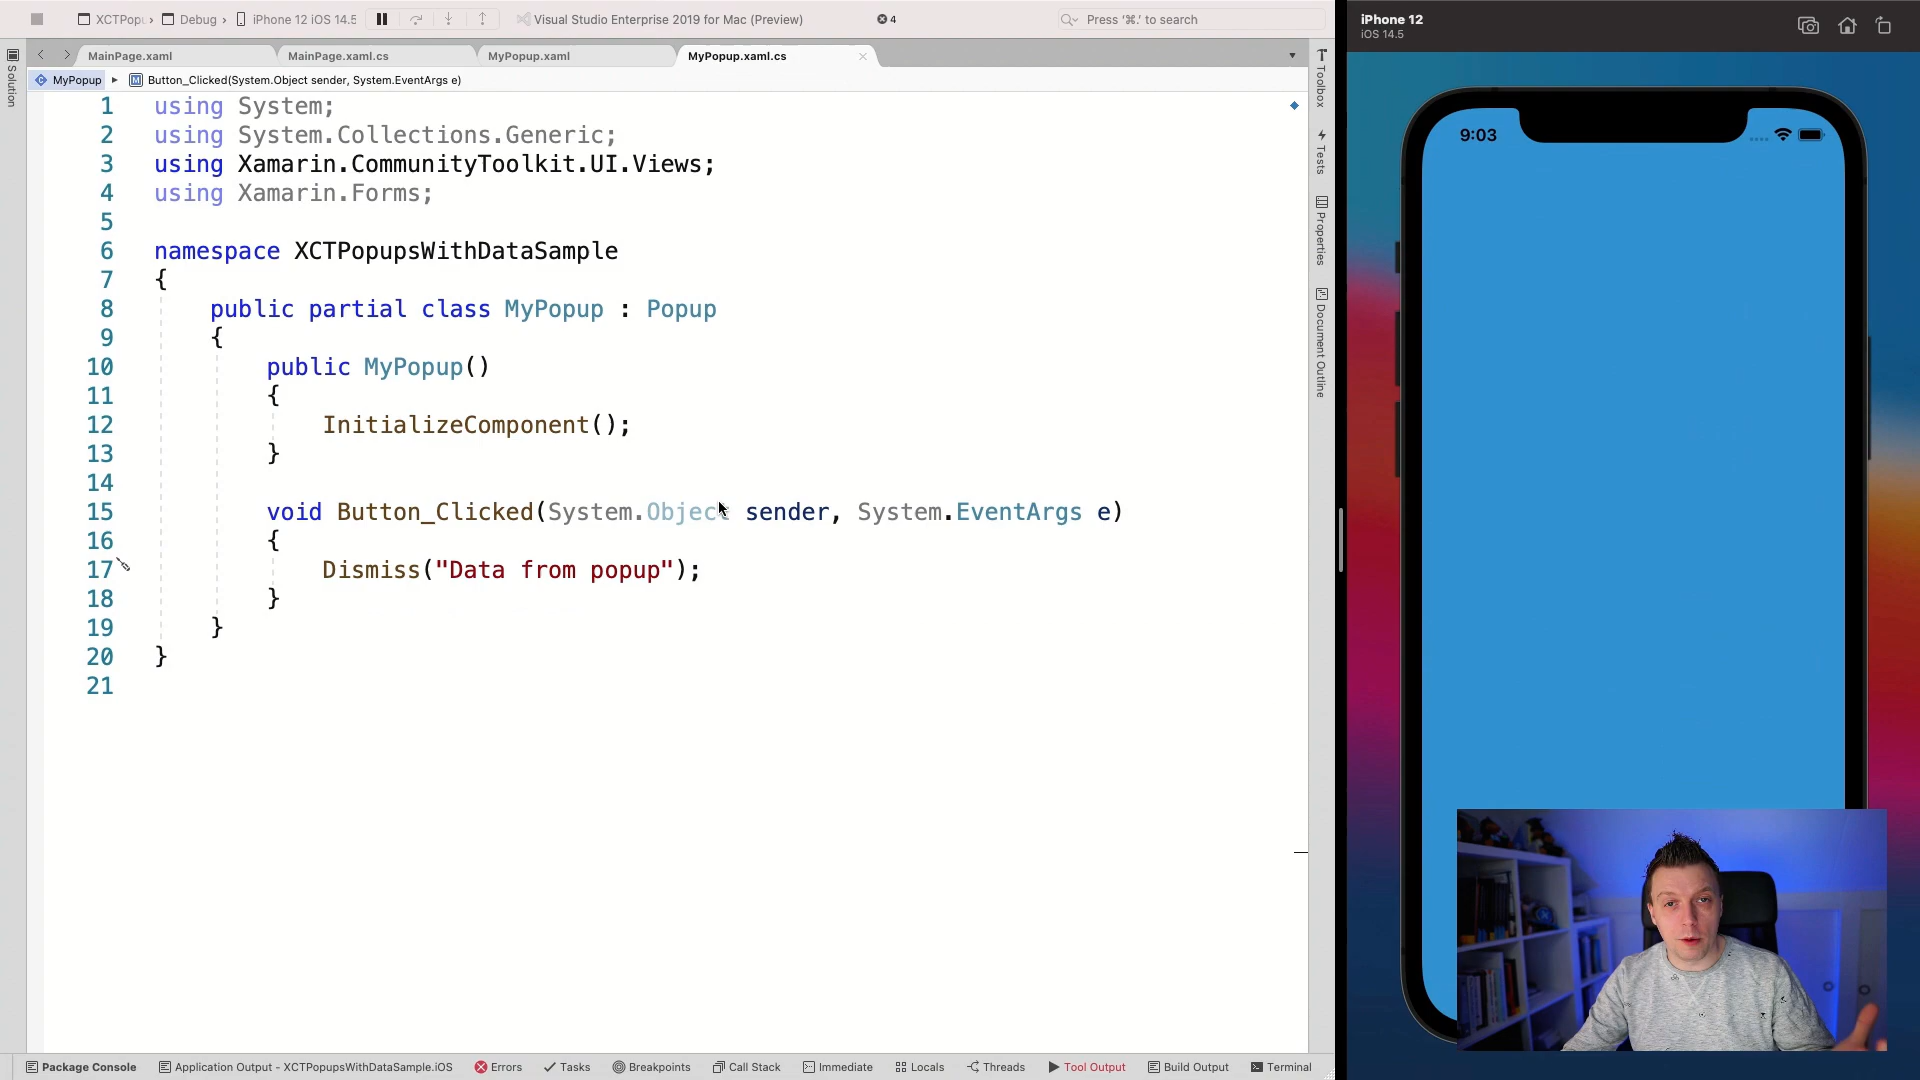 XCTPopu › Debug › iPhone 12 iOS 14.5
Visual Studio Enterprise 2019 for Mac (Preview)
4
Press ‘⌘.’ to search
iPhone 12
iOS 14.5
MainPage.xaml
MainPage.xaml.cs
MyPopup.xaml
MyPopup.xaml.cs
Solution
MyPopup
Button_Clicked(System.Object sender, System.EventArgs e)
1 using System;
2 using System.Collections.Generic;
3 using Xamarin.CommunityToolkit.UI.Views;
4 using Xamarin.Forms;
5
6 namespace XCTPopupsWithDataSample
7 {
8 public partial class MyPopup : Popup
9 {
10 public MyPopup()
11 {
12 InitializeComponent();
13 }
14
15 void Button_Clicked(System.Object sender, System.EventArgs e)
16 {
17 Dismiss("Data from popup");
18 }
19 }
20 }
21
Toolbox
Tests
Properties
Document Outline
9:03
Package Console
Application Output - XCTPopupsWithDataSample.iOS
Errors
Tasks
Breakpoints
Call Stack
Immediate
Locals
Threads
Tool Output
Build Output
Terminal